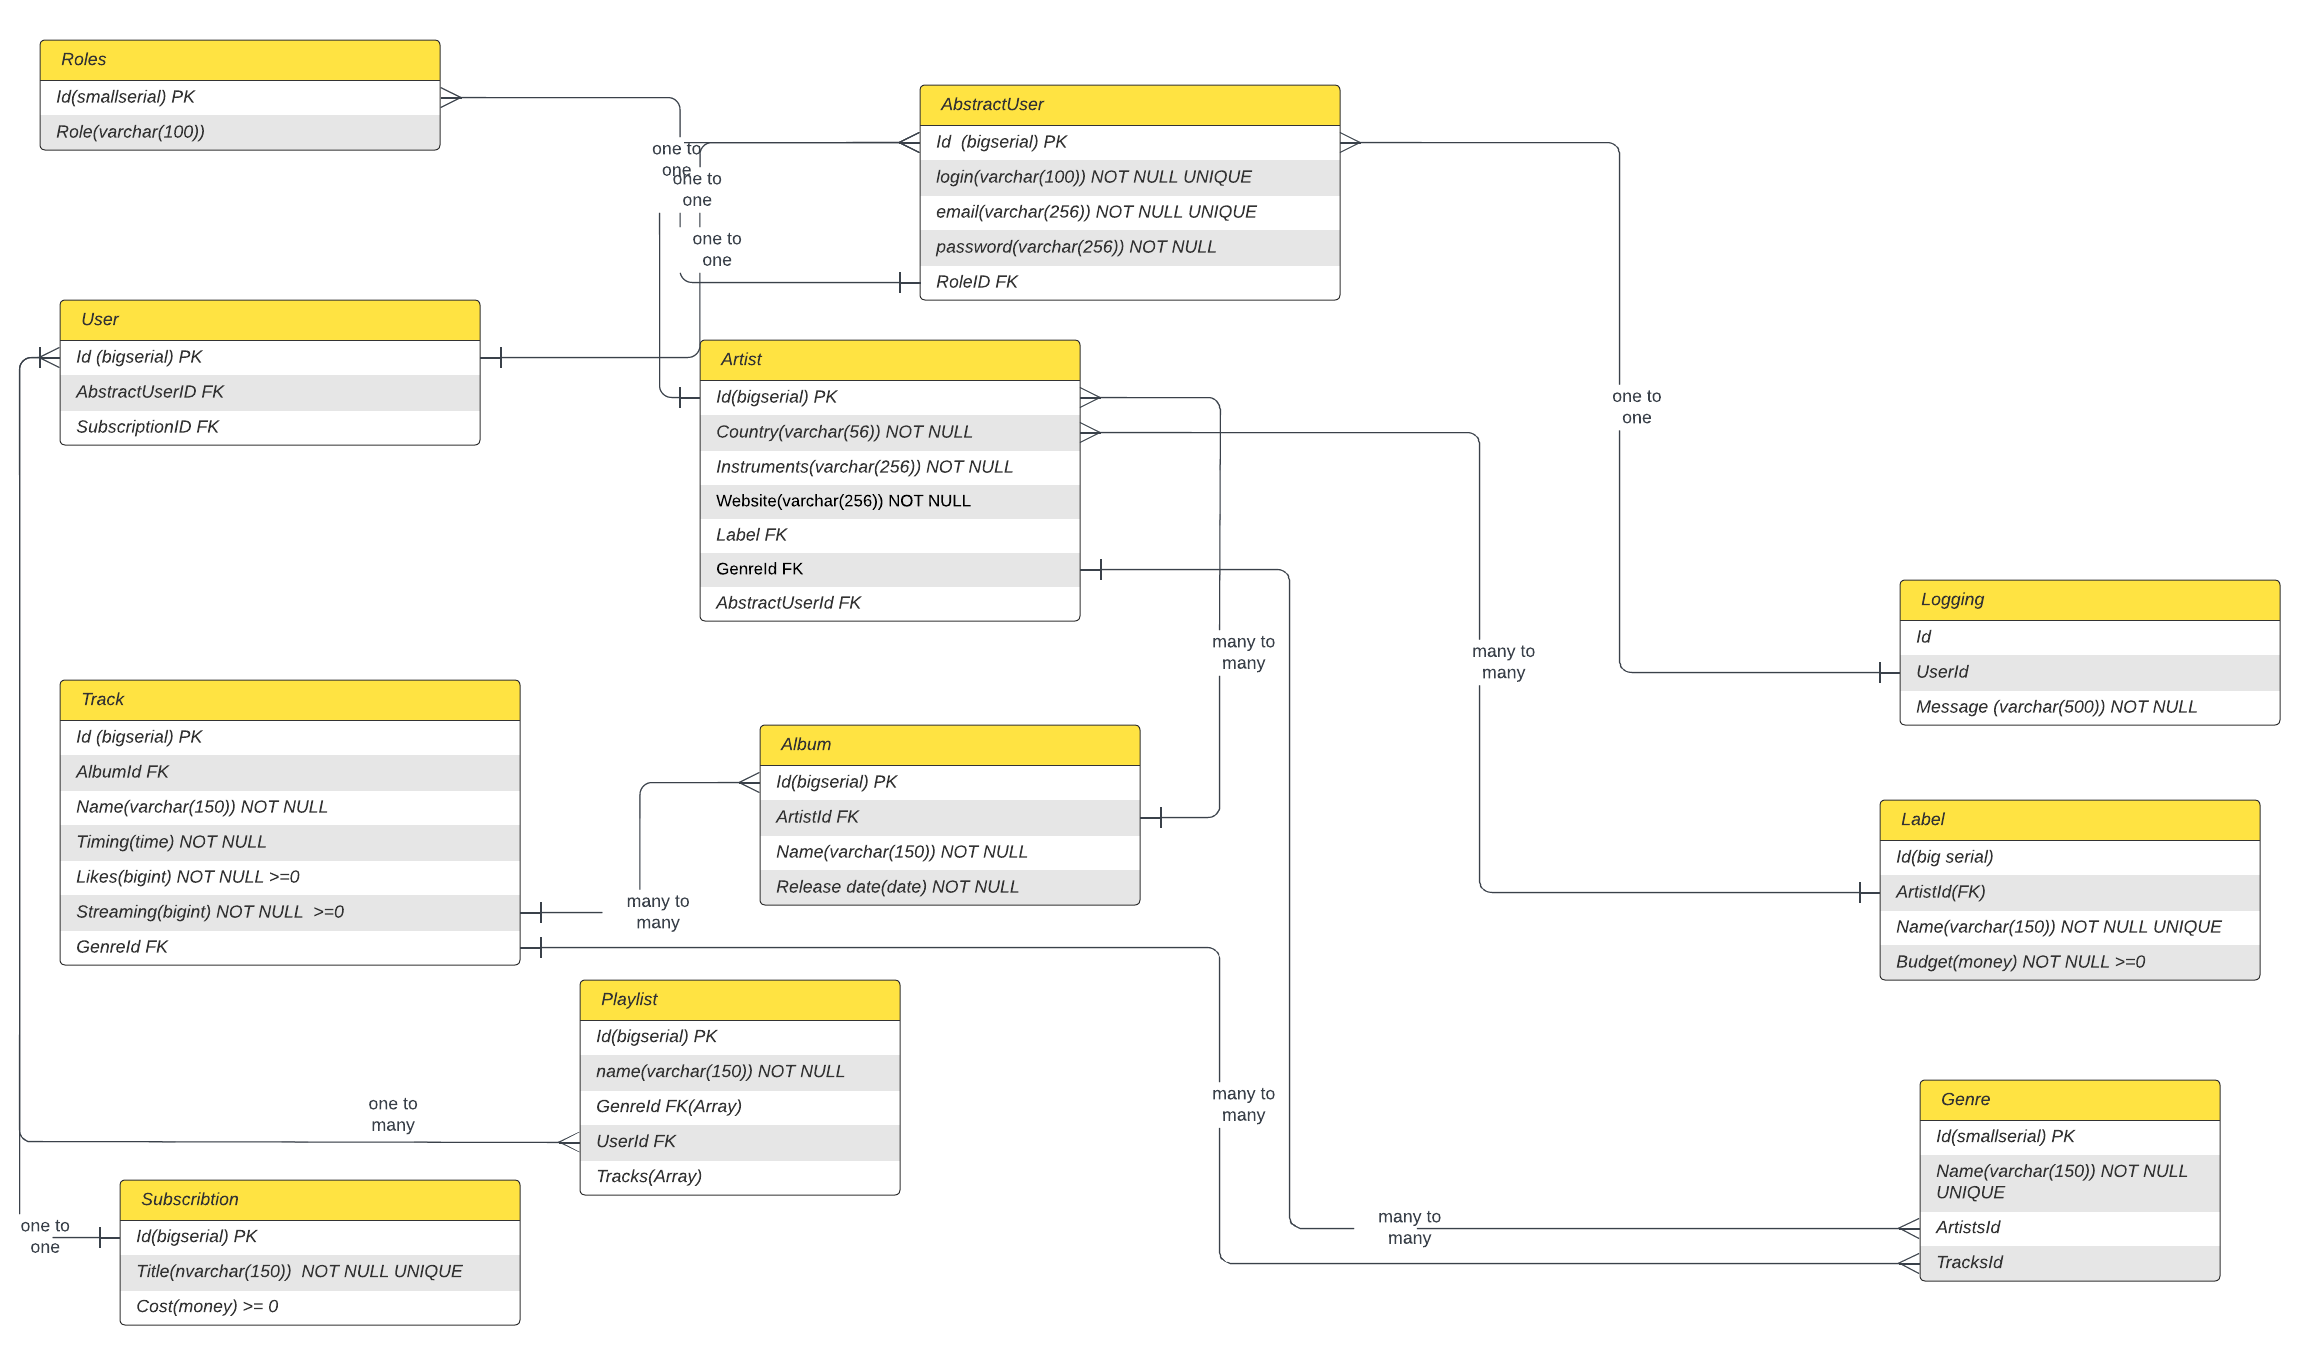 Roles
Id(smallserial) PK
Role(varchar(100))
AbstractUser
Id  (bigserial) PK
login(varchar(100)) NOT NULL UNIQUE
email(varchar(256)) NOT NULL UNIQUE
password(varchar(256)) NOT NULL
RoleID FK
one to
one
one to
one
one to
one
User
Id (bigserial) PK
AbstractUserID FK
SubscriptionID FK
Artist
Id(bigserial) PK
Country(varchar(56)) NOT NULL
Instruments(varchar(256)) NOT NULL
Website(varchar(256)) NOT NULL
Label FK
GenreId FK
AbstractUserId FK
one to
one
many to
many
many to
many
Logging
Id
UserId
Message (varchar(500)) NOT NULL
Track
Id (bigserial) PK
AlbumId FK
Name(varchar(150)) NOT NULL
Timing(time) NOT NULL
Likes(bigint) NOT NULL >=0
Streaming(bigint) NOT NULL  >=0
GenreId FK
many to
many
Album
Id(bigserial) PK
ArtistId FK
Name(varchar(150)) NOT NULL
Release date(date) NOT NULL
Label
Id(big serial)
ArtistId(FK)
Name(varchar(150)) NOT NULL UNIQUE
Budget(money) NOT NULL >=0
Playlist
Id(bigserial) PK
name(varchar(150)) NOT NULL
GenreId FK(Array)
UserId FK
Tracks(Array)
one to
many
many to
many
many to
many
Genre
Id(smallserial) PK
Name(varchar(150)) NOT NULL
UNIQUE
ArtistsId
TracksId
one to
one
Subscribtion
Id(bigserial) PK
Title(nvarchar(150))  NOT NULL UNIQUE
Cost(money) >= 0